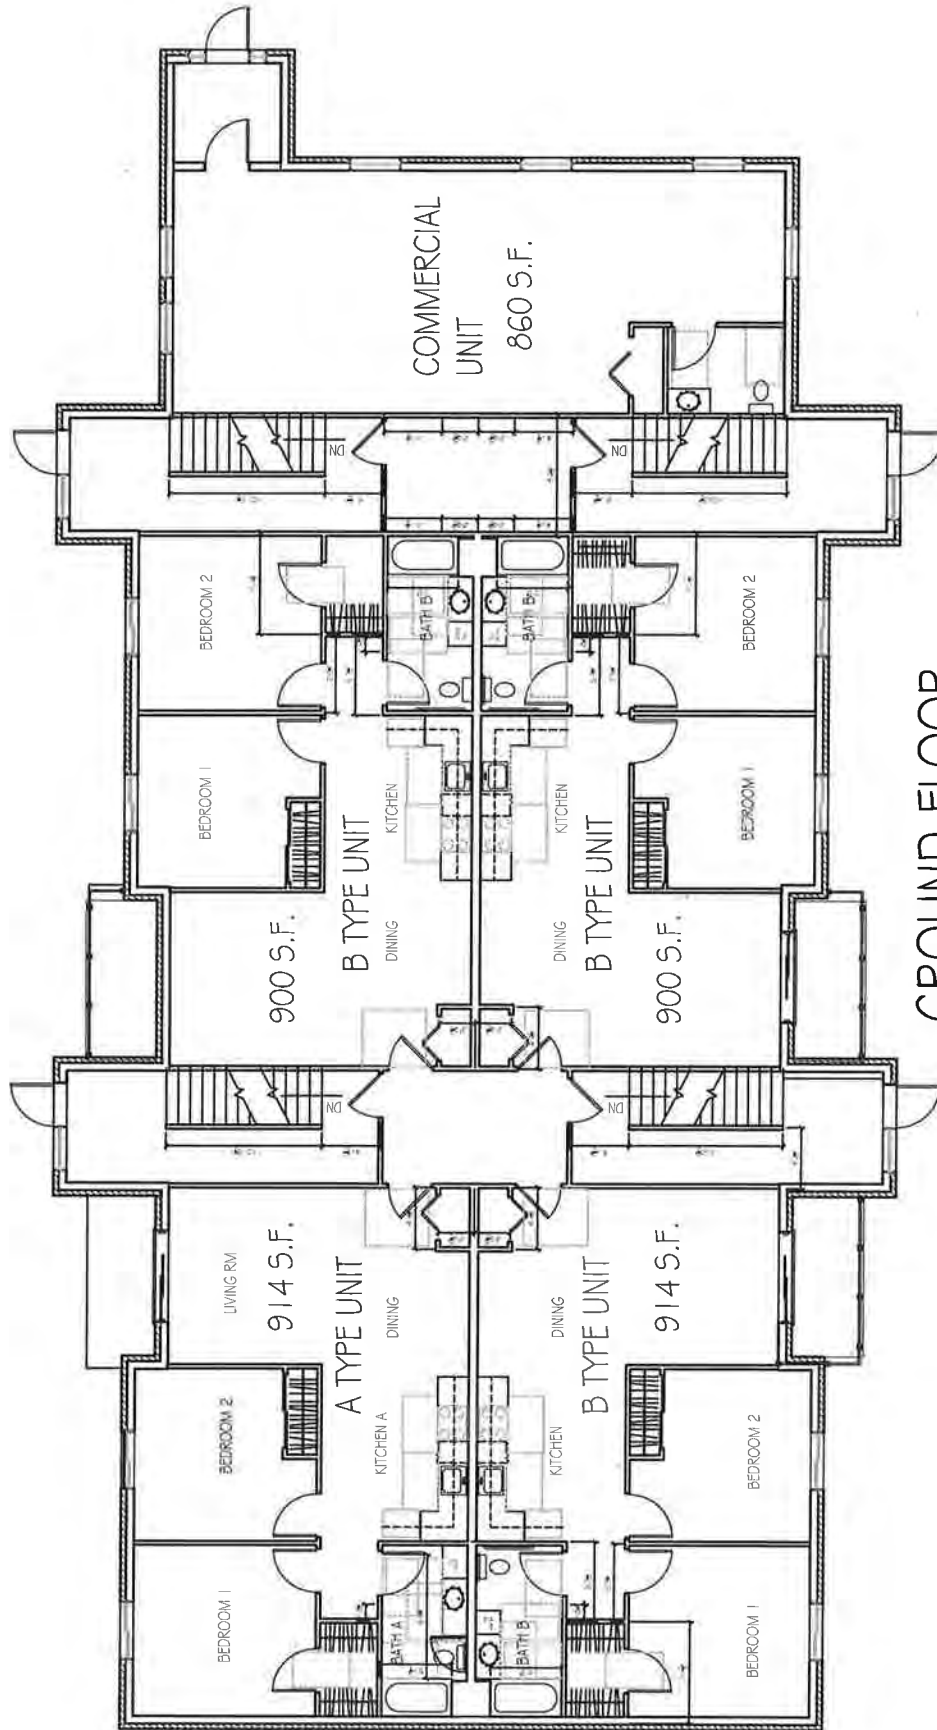 COMMERCIAL
UNIT
860 S.F.
DN
DN
BEDROOM 2
BATH B
BATH B
BEDROOM 2
BEDROOM 1
KITCHEN
KITCHEN
BEDROOM 1
B TYPE UNIT
900 S.F.
DINING
B TYPE UNIT
900 S.F.
DINING
DN
DN
LIVING RM
914 S.F.
A TYPE UNIT
DINING
DINING
B TYPE UNIT
914 S.F.
BEDROOM 2
KITCHEN A
KITCHEN
BEDROOM 2
BEDROOM 1
BATH A
BATH B
BEDROOM 1
GROUND FLOOR